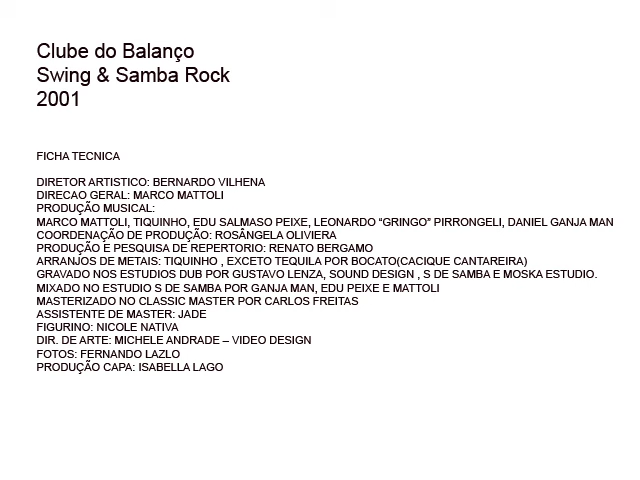 Clube do Balanço
Swing & Samba Rock
2001
FICHA TECNICA
DIRETOR ARTISTICO: BERNARDO VILHENA
DIRECAO GERAL: MARCO MATTOLI
PRODUÇÃO MUSICAL:
MARCO MATTOLI, TIQUINHO, EDU SALMASO PEIXE, LEONARDO “GRINGO” PIRRONGELI, DANIEL GANJA MAN
COORDENAÇÃO DE PRODUÇÃO: ROSÂNGELA OLIVIERA
PRODUÇÃO E PESQUISA DE REPERTORIO: RENATO BERGAMO
ARRANJOS DE METAIS: TIQUINHO , EXCETO TEQUILA POR BOCATO(CACIQUE CANTAREIRA)
GRAVADO NOS ESTUDIOS DUB POR GUSTAVO LENZA, SOUND DESIGN , S DE SAMBA E MOSKA ESTUDIO.
MIXADO NO ESTUDIO S DE SAMBA POR GANJA MAN, EDU PEIXE E MATTOLI
MASTERIZADO NO CLASSIC MASTER POR CARLOS FREITAS
ASSISTENTE DE MASTER: JADE
FIGURINO: NICOLE NATIVA
DIR. DE ARTE: MICHELE ANDRADE – VIDEO DESIGN
FOTOS: FERNANDO LAZLO
PRODUÇÃO CAPA: ISABELLA LAGO